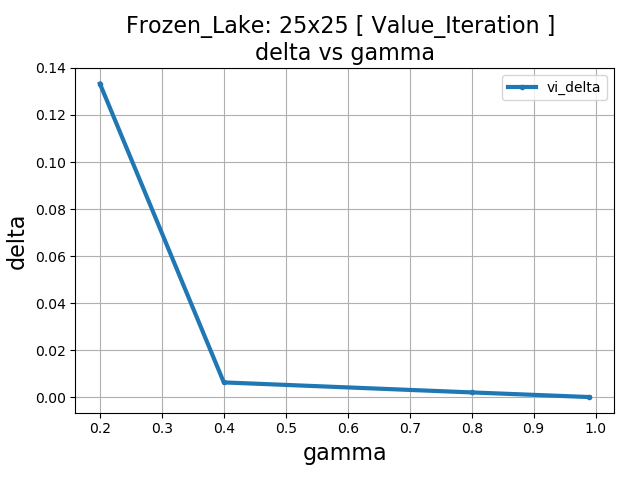 Frozen_Lake: 25x25 [ Value_Iteration ]
delta vs gamma
vi_delta
delta
0.14
0.12
0.10
0.08
0.06
0.04
0.02
0.00
0.2 0.3 0.4 0.5 0.6 0.7 0.8 0.9 1.0
gamma